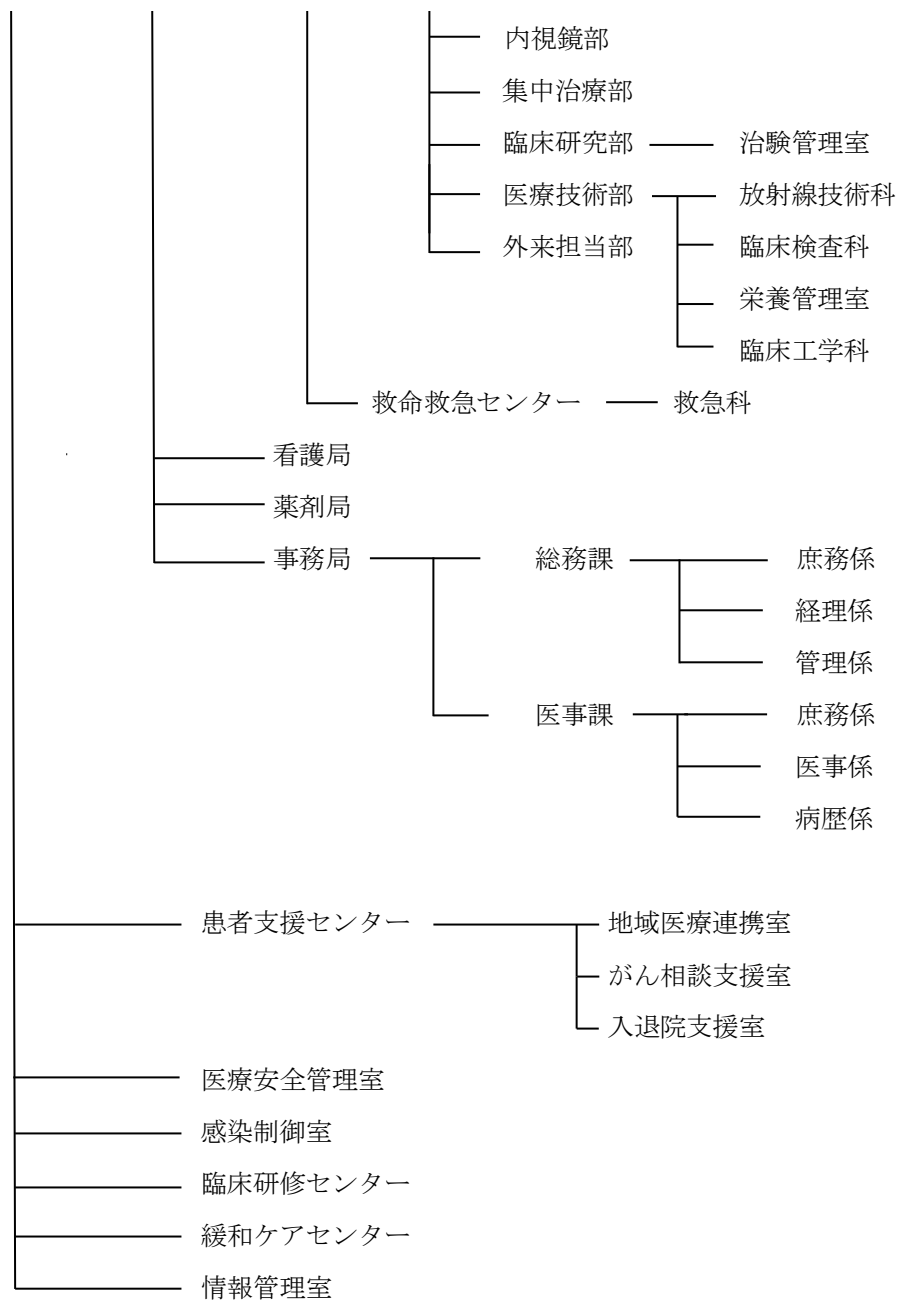 内視鏡部
集中治療部
臨床研究部 治験管理室
医療技術部 放射線技術科
外来担当部 臨床検査科
栄養管理室
臨床工学科
救命救急センター 救急科
看護局
薬剤局
事務局 総務課 庶務係
経理係
管理係
医事課 庶務係
医事係
病歴係
患者支援センター 地域医療連携室
がん相談支援室
入退院支援室
医療安全管理室
感染制御室
臨床研修センター
緩和ケアセンター
情報管理室